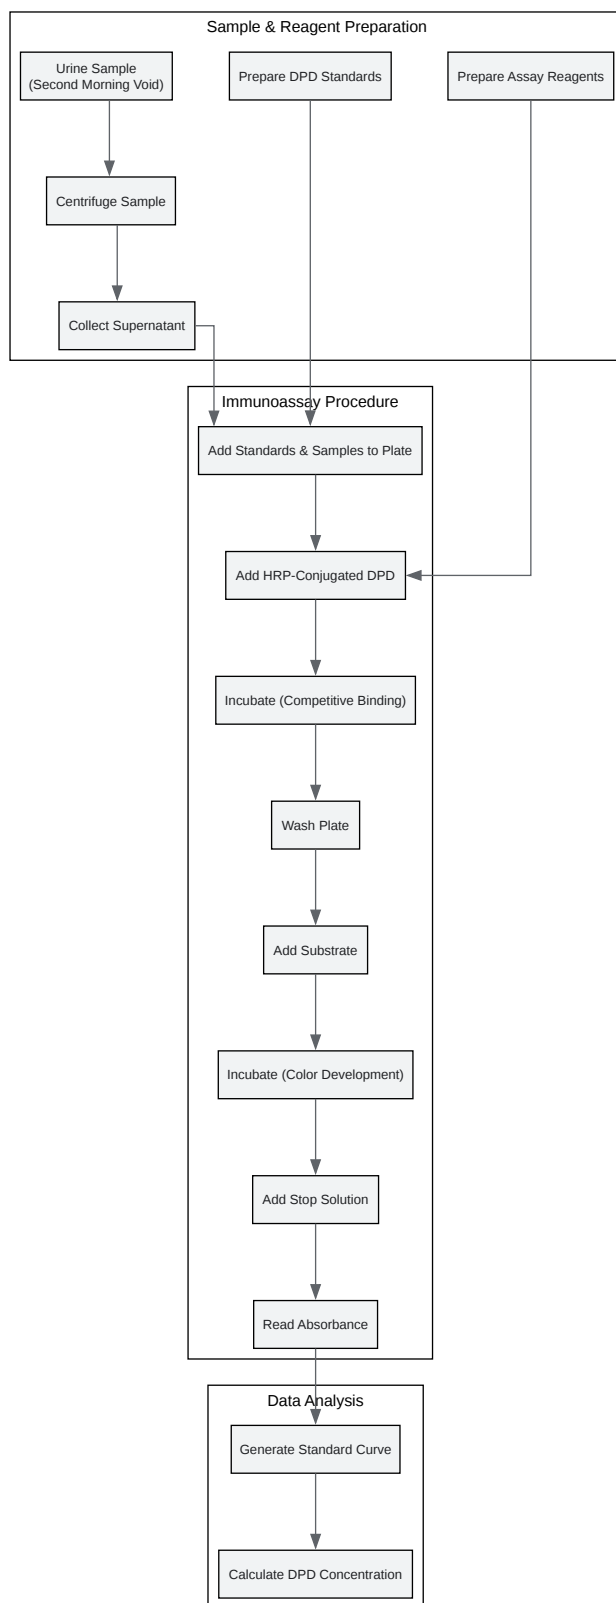 Sample & Reagent Preparation
Urine Sample
(Second Morning Void)
Prepare DPD Standards
Prepare Assay Reagents
Centrifuge Sample
Collect Supernatant
Immunoassay Procedure
Add Standards & Samples to Plate
Add HRP-Conjugated DPD
Incubate (Competitive Binding)
Wash Plate
Add Substrate
Incubate (Color Development)
Add Stop Solution
Read Absorbance
Data Analysis
Generate Standard Curve
Calculate DPD Concentration